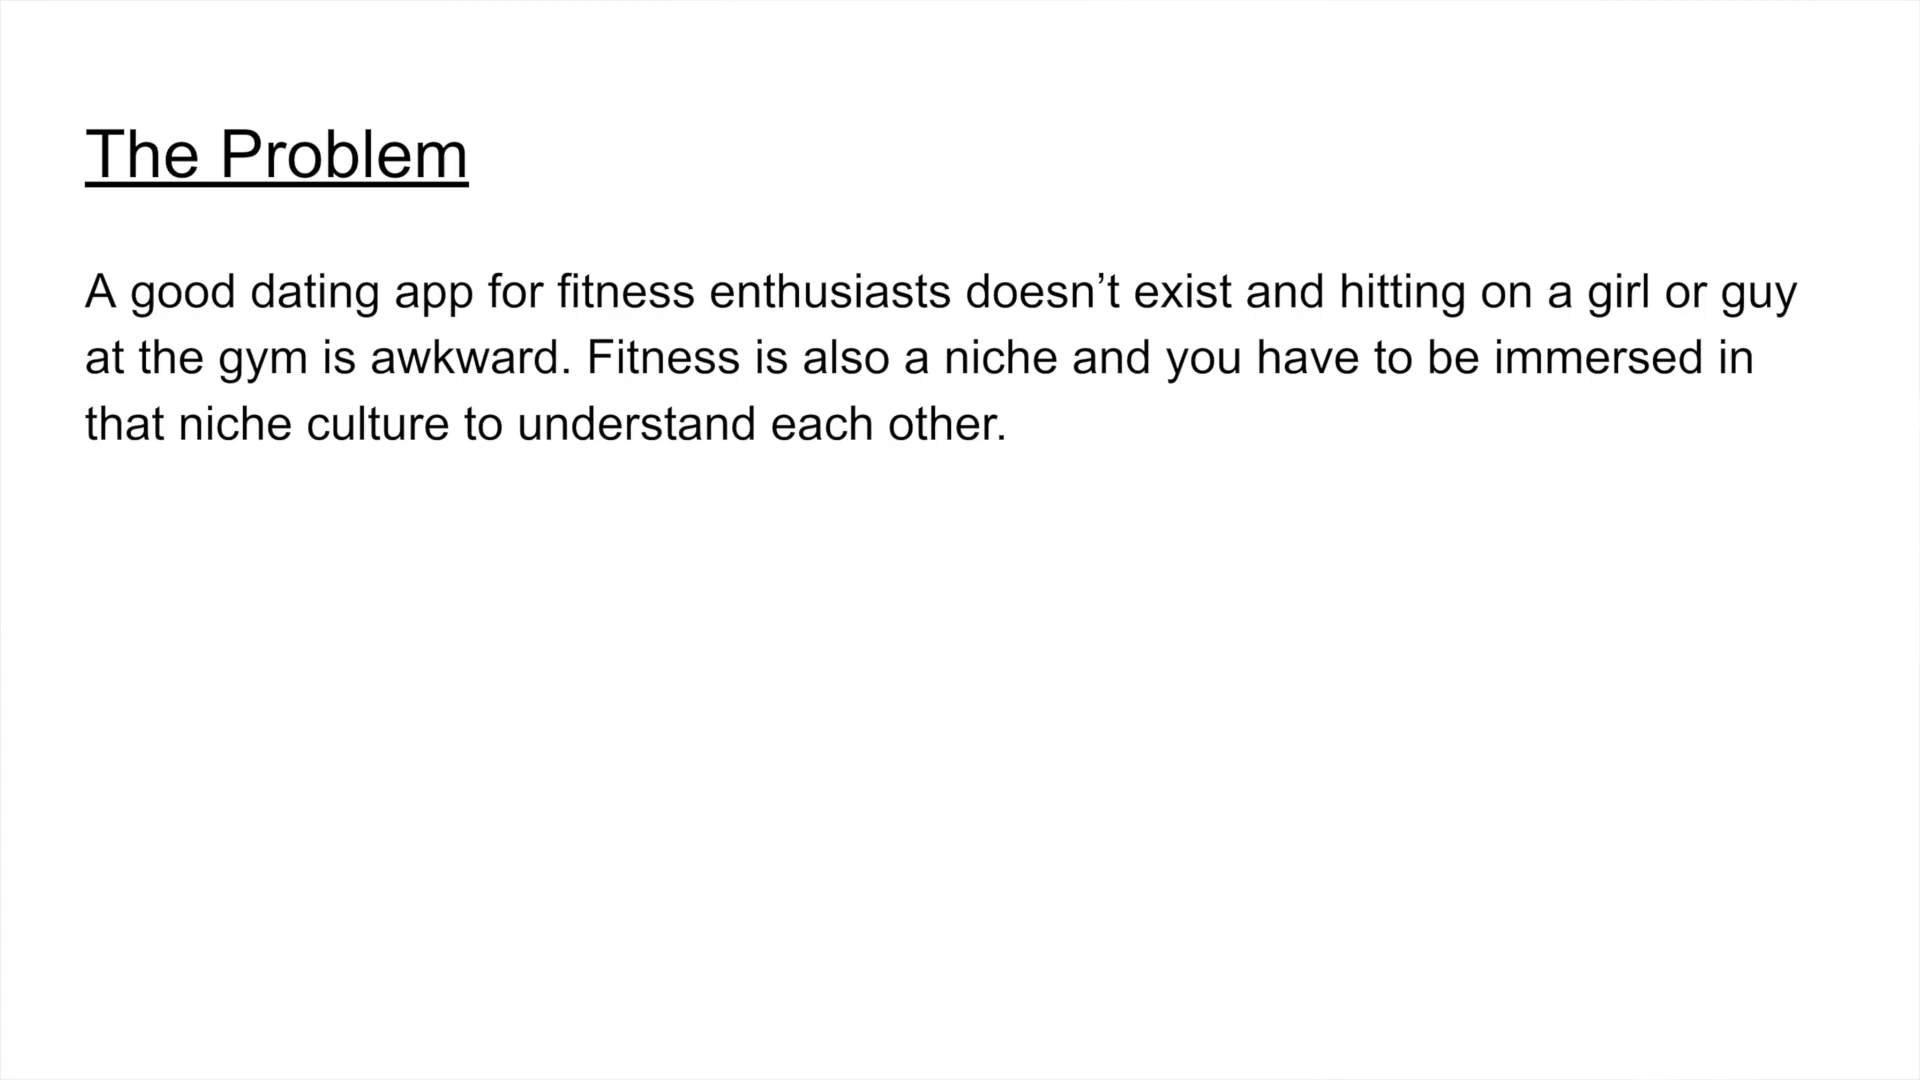 The Problem
A good dating app for fitness enthusiasts doesn’t exist and hitting on a girl or guy
at the gym is awkward. Fitness is also a niche and you have to be immersed in
that niche culture to understand each other.